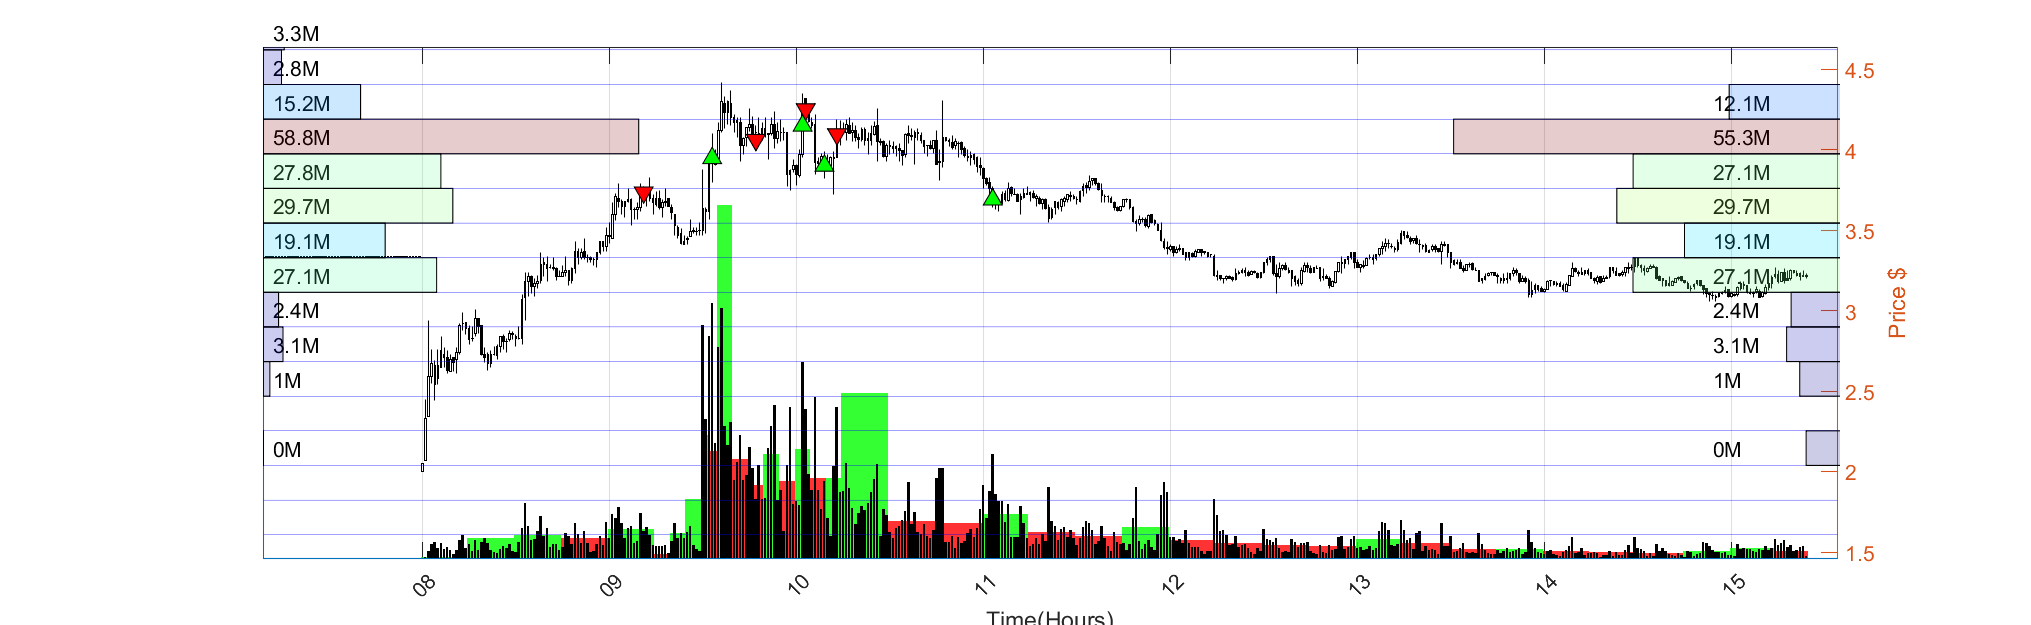 3.3M
2.8M
15.2M 12.1M
58.8M 55.3M
27.8M 27.1M
29.7M 29.7M
19.1M 19.1M
27.1M 27.1M
2.4M 2.4M
3.1M 3.1M
1M 1M
0M 0M
4.5
4
3.5
3
2.5
2
1.5
Price $
08 09 10 11 12 13 14 15
Time(Hours)